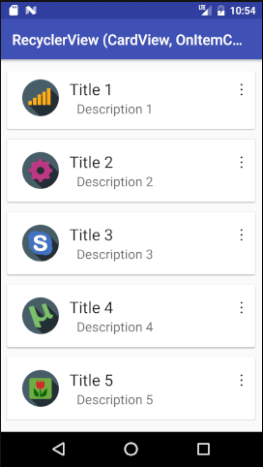 LTE 10:54
RecyclerView (CardView, OnItemC...
Title 1
Description 1
Title 2
Description 2
S
Title 3
Description 3
µ
Title 4
Description 4
Title 5
Description 5